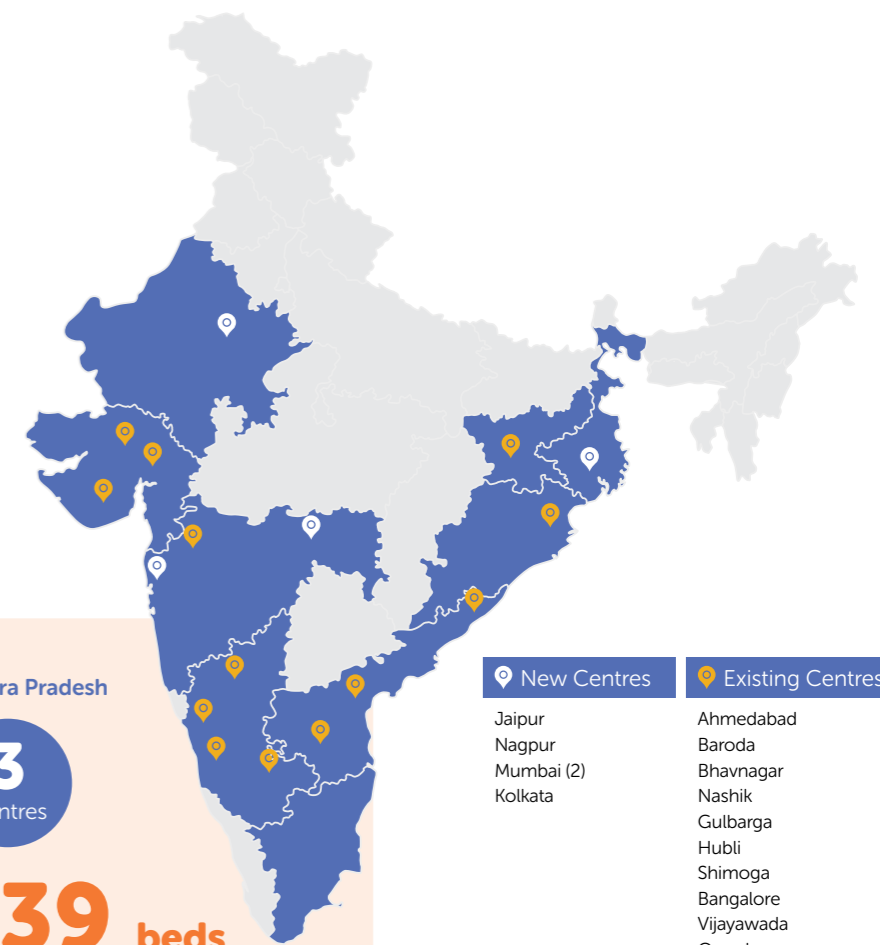 ra Pradesh
3
ntres
39 beds
New Centres
Jaipur
Nagpur
Mumbai (2)
Kolkata
Existing Centres
Ahmedabad
Baroda
Bhavnagar
Nashik
Gulbarga
Hubli
Shimoga
Bangalore
Vijayawada